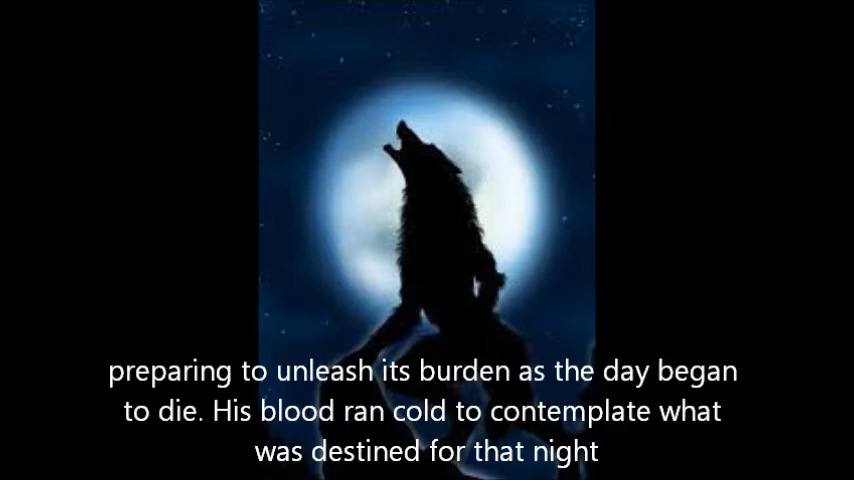 preparing to unleash its burden as the day began
to die. His blood ran cold to contemplate what
was destined for that night